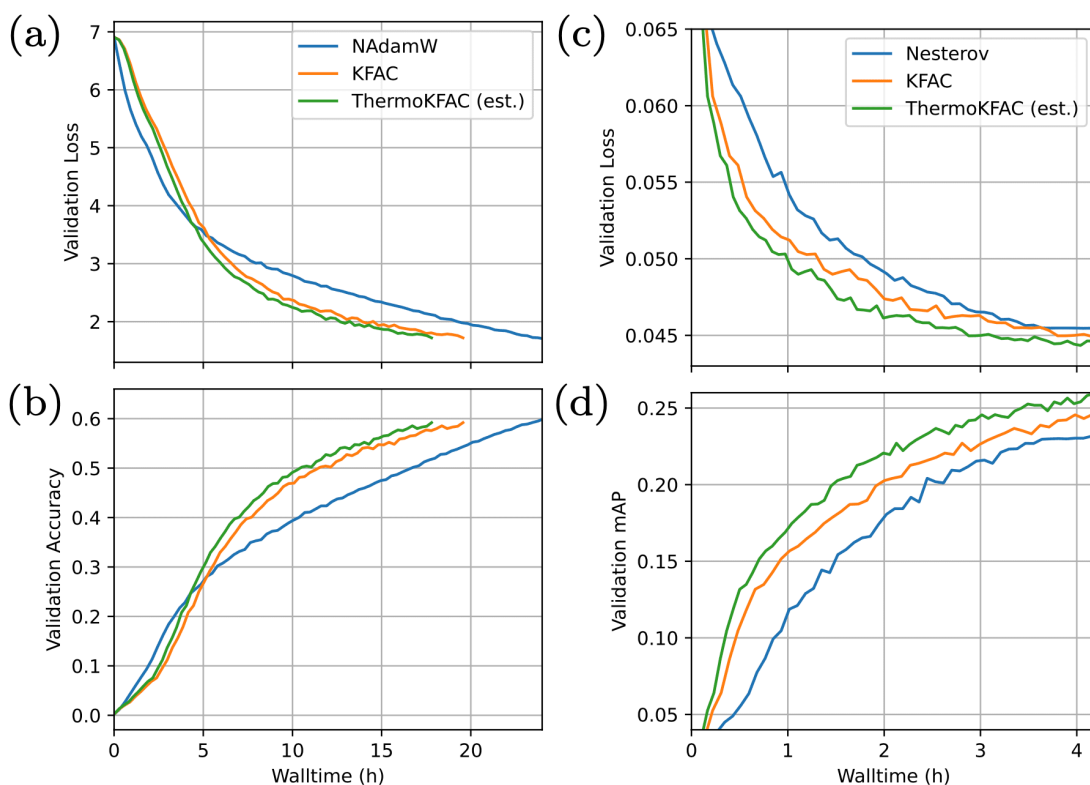 (a)
7
6
5
4
3
2
Validation Loss
NAdamW
KFAC
ThermoKFAC (est.)
(b)
0.6
0.5
0.4
0.3
0.2
0.1
0.0
Validation Accuracy
0
5
10
15
20
Walltime (h)
(c)
0.065
0.060
0.055
0.050
0.045
Validation Loss
Nesterov
KFAC
ThermoKFAC (est.)
(d)
0.25
0.20
0.15
0.10
0.05
Validation mAP
0
1
2
3
4
Walltime (h)